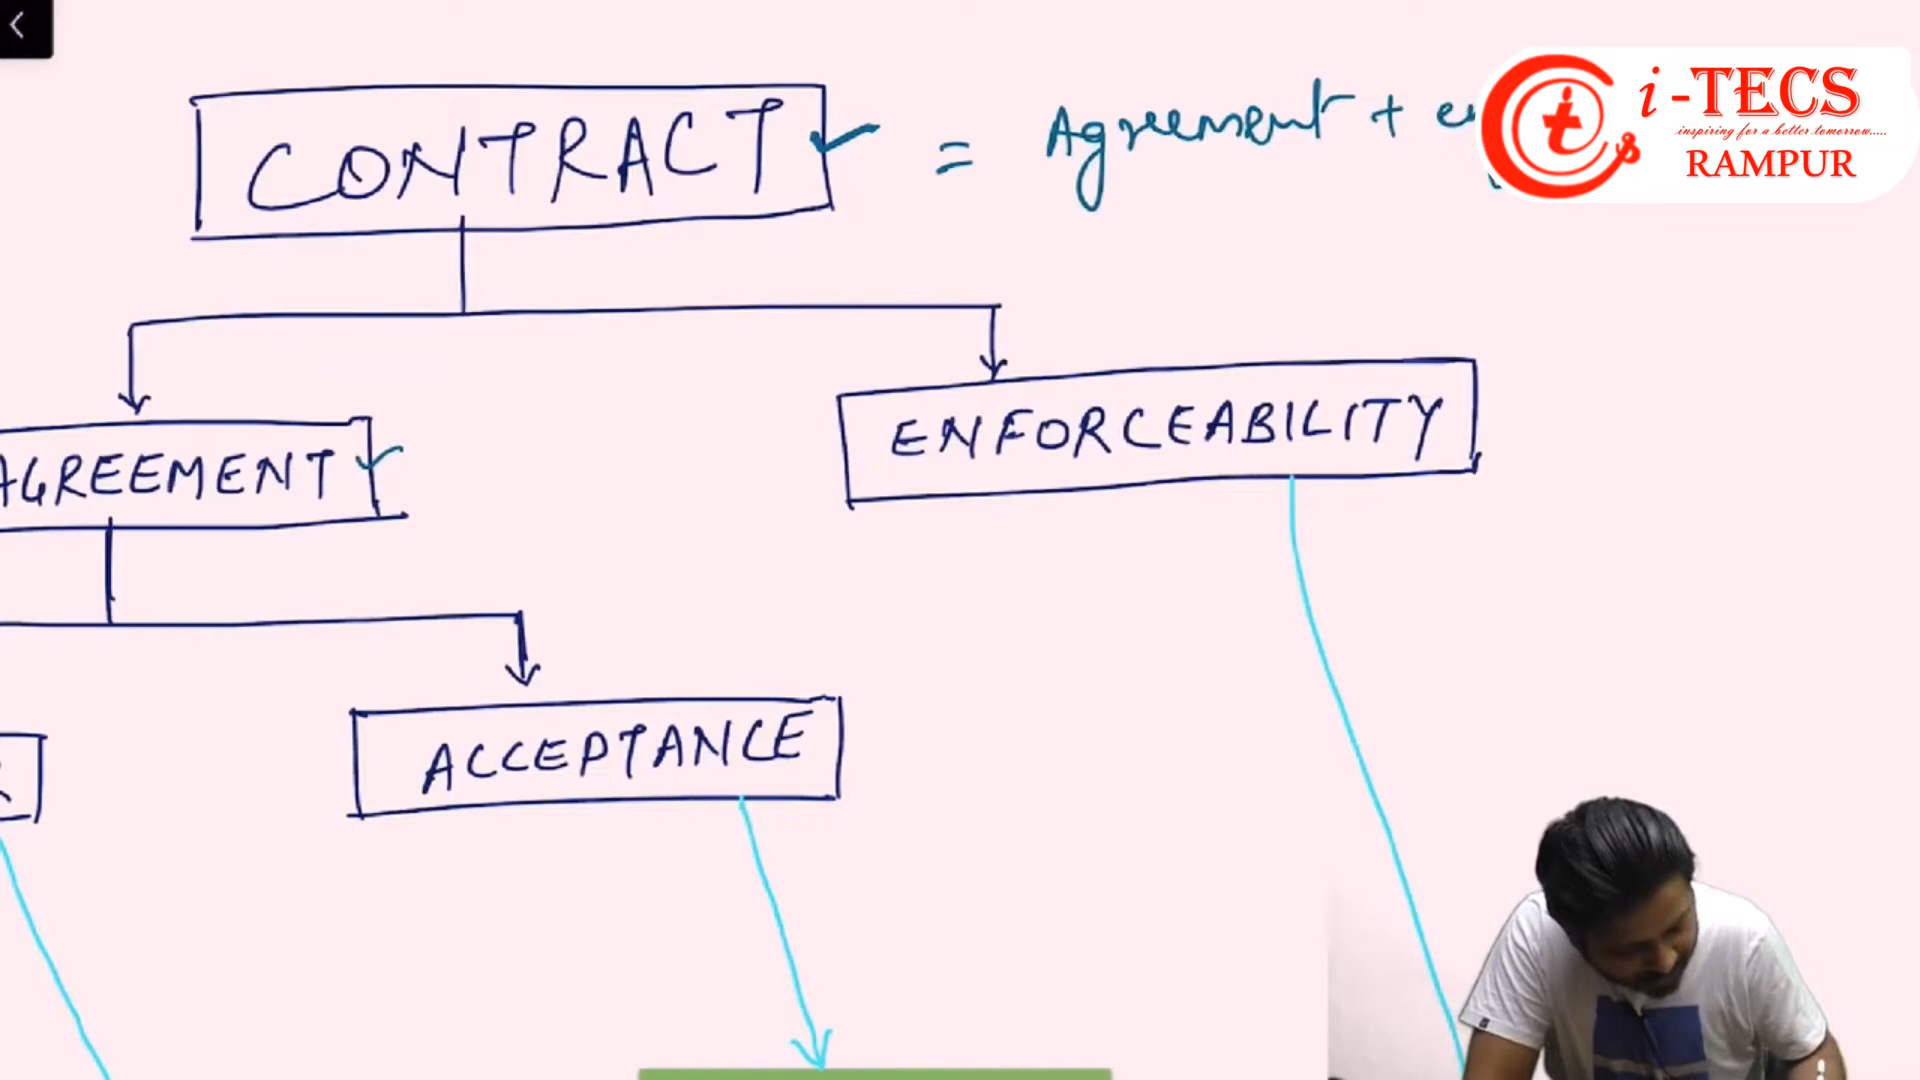 CONTRACT = Agreement +
i-TECS
inspiring for a better tomorrow.....
RAMPUR
AGREEMENT
ENFORCEABILITY
ACCEPTANCE